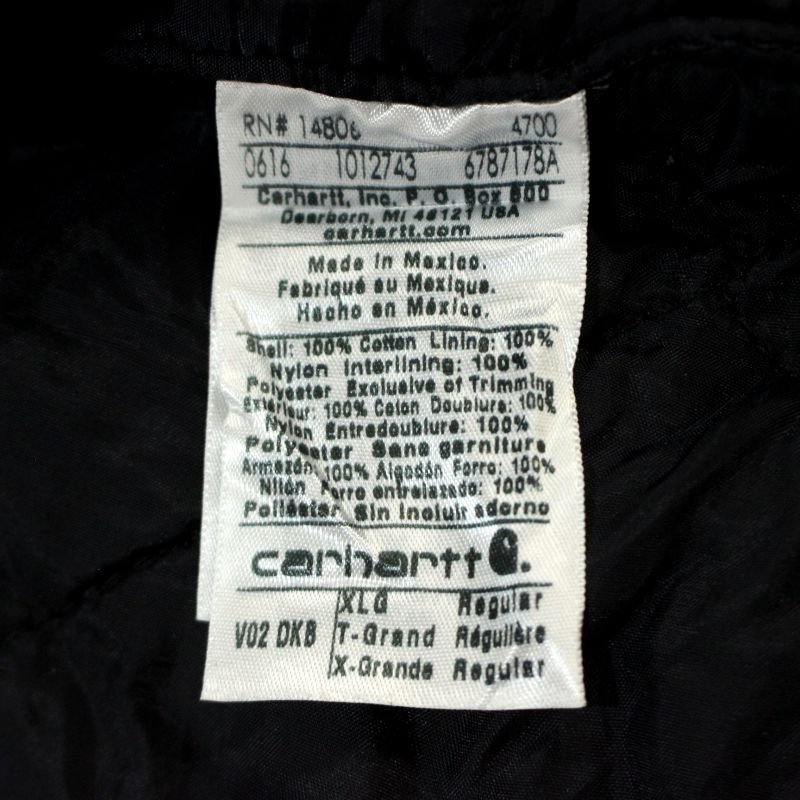 RN# 14806 4700
0616 1012743 6787178A
Carhartt, Inc. P. O. Box 600
Dearborn, MI 48121 USA
carhartt.com
Made in Mexico.
Fabriqué au Mexique.
Hecho en México.
Shell: 100% Cotton Lining: 100%
Nylon Interlining: 100%
Polyester Exclusive of Trimming
Extérieur: 100% Coton Doublure: 100%
Nylon Entredoublure: 100%
Polyester Sans garniture
Armazón: 100% Algodón Forro: 100%
Nilón Forro entrelazado: 100%
Poliéster Sin incluir adorno
carhartt
V02 DKB XLG Regular
T-Grand Régulière
X-Grande Regular